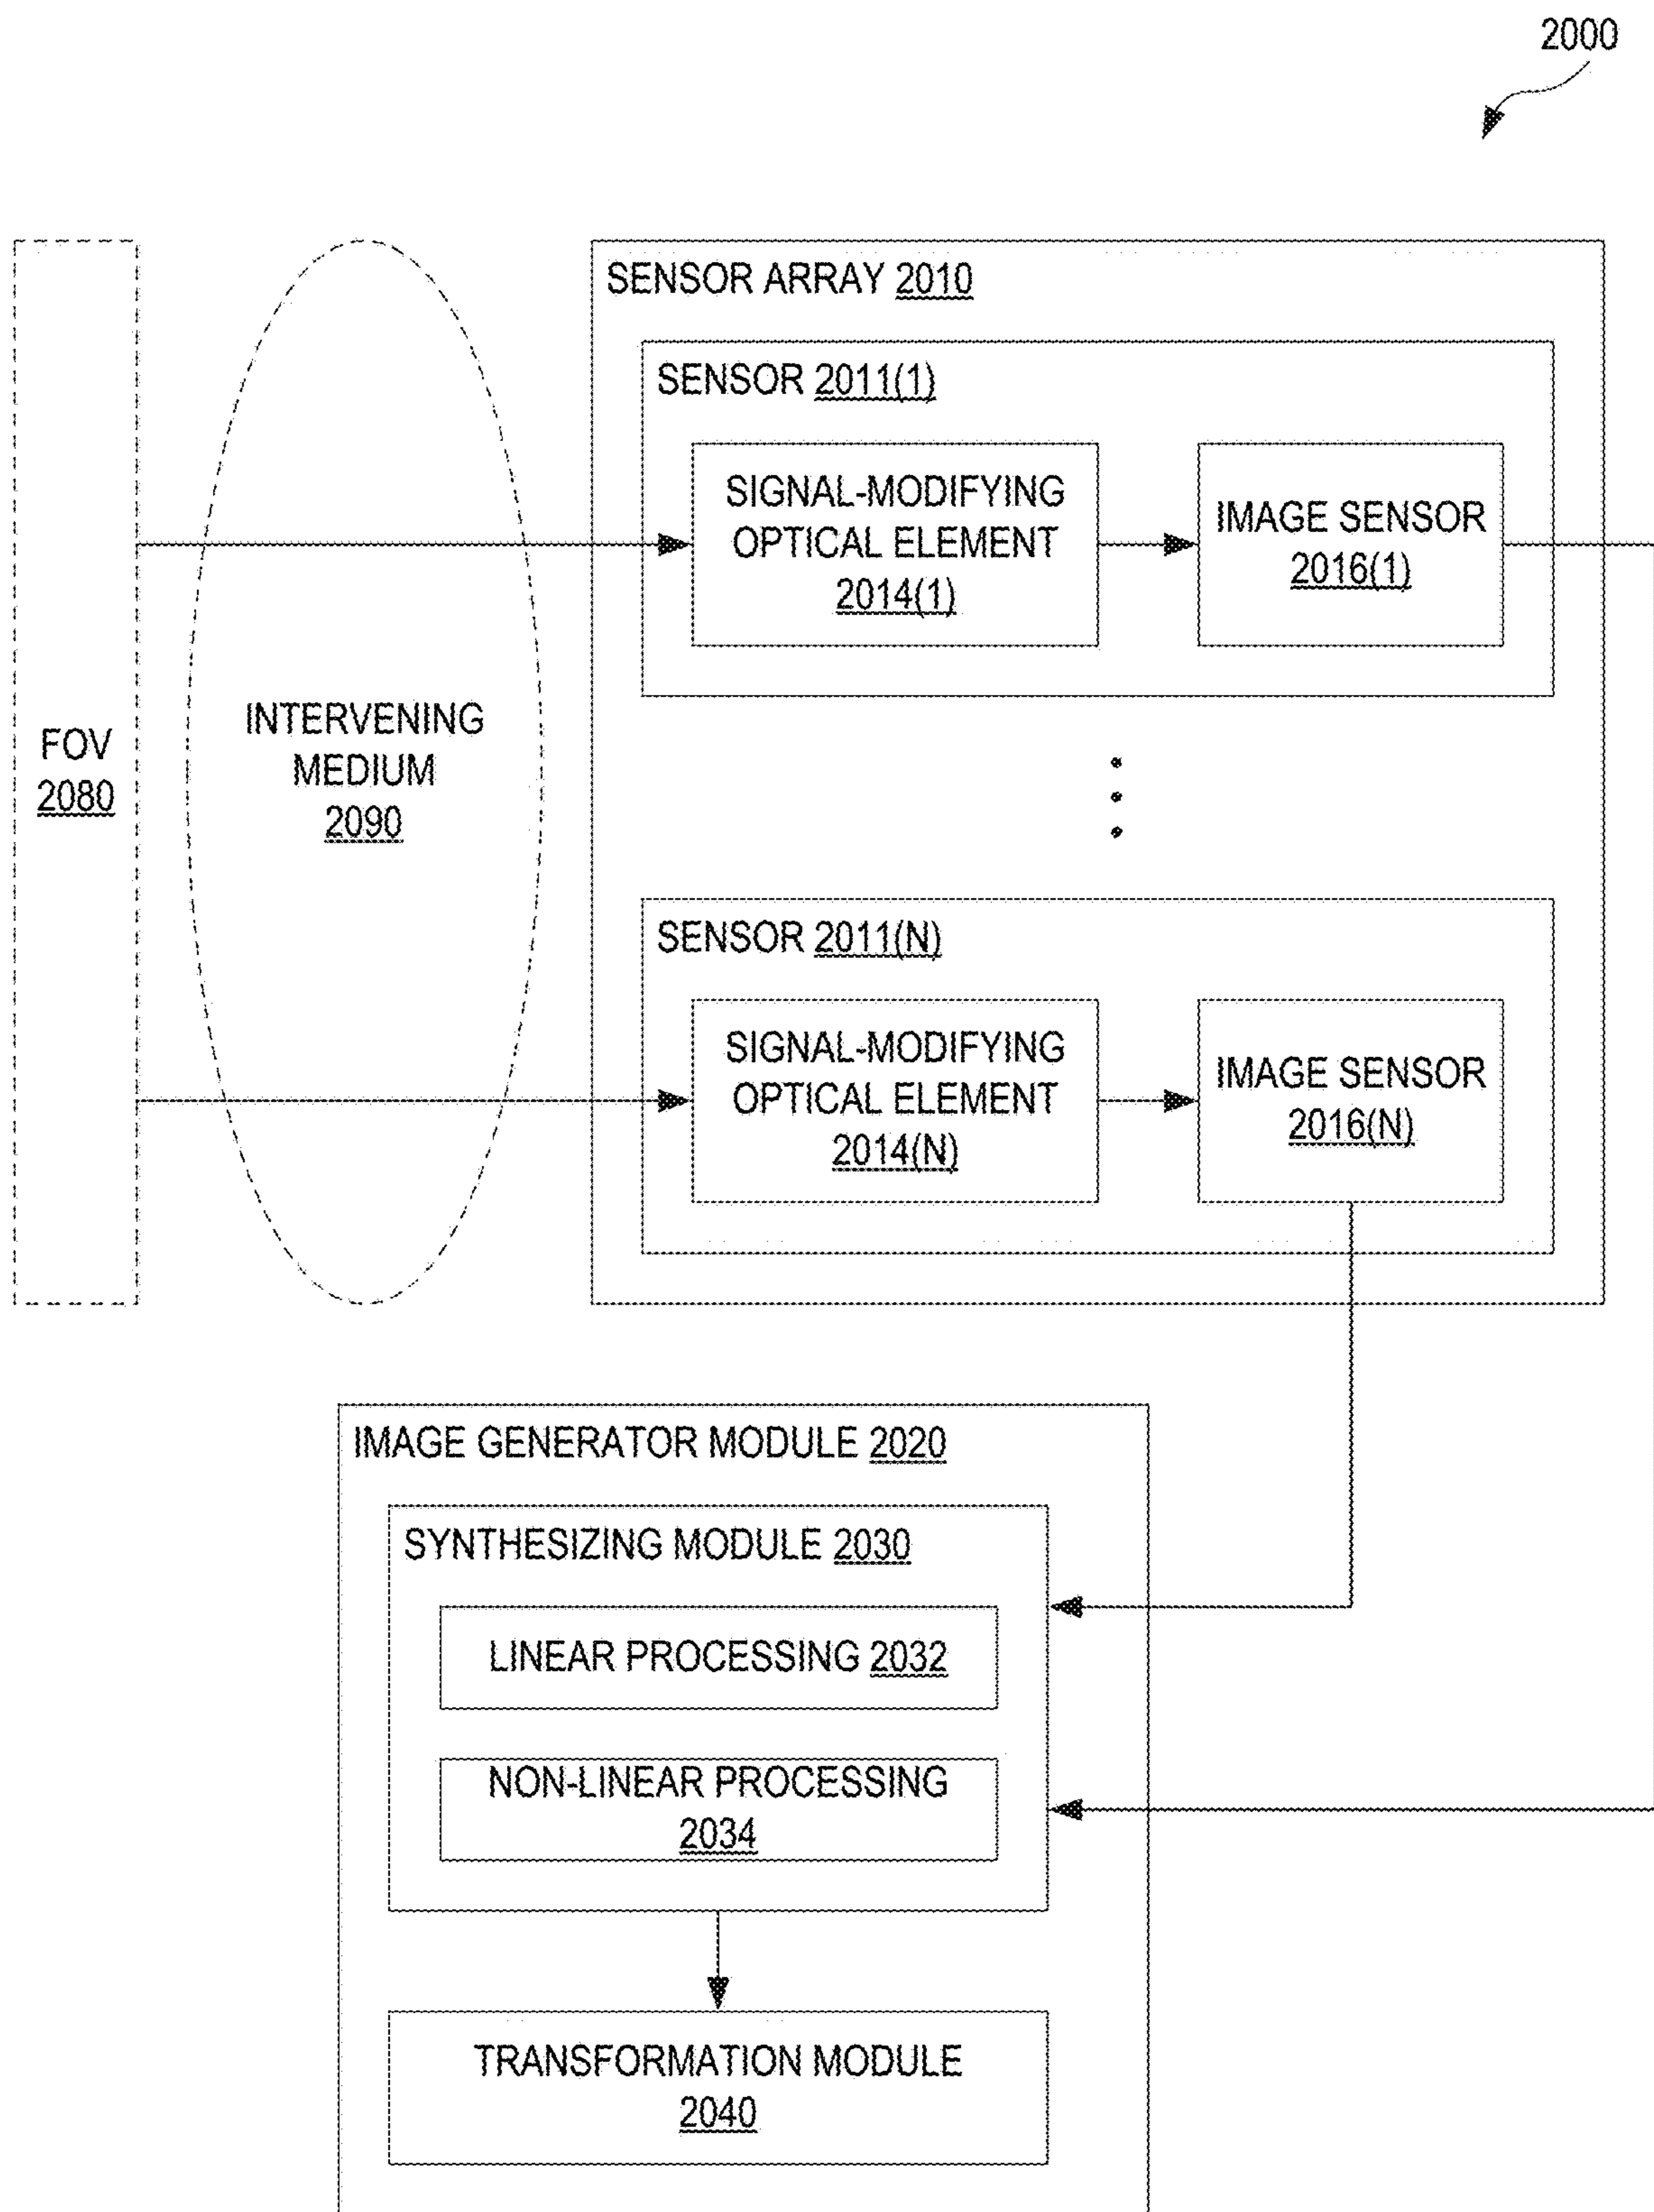 2000
SENSOR ARRAY 2010
SENSOR 2011(1)
SIGNAL-MODIFYING
OPTICAL ELEMENT
2014(1)
IMAGE SENSOR
2016(1)
FOV
2080
INTERVENING
MEDIUM
2090
SENSOR 2011(N)
SIGNAL-MODIFYING
OPTICAL ELEMENT
2014(N)
IMAGE SENSOR
2016(N)
IMAGE GENERATOR MODULE 2020
SYNTHESIZING MODULE 2030
LINEAR PROCESSING 2032
NON-LINEAR PROCESSING
2034
TRANSFORMATION MODULE
2040